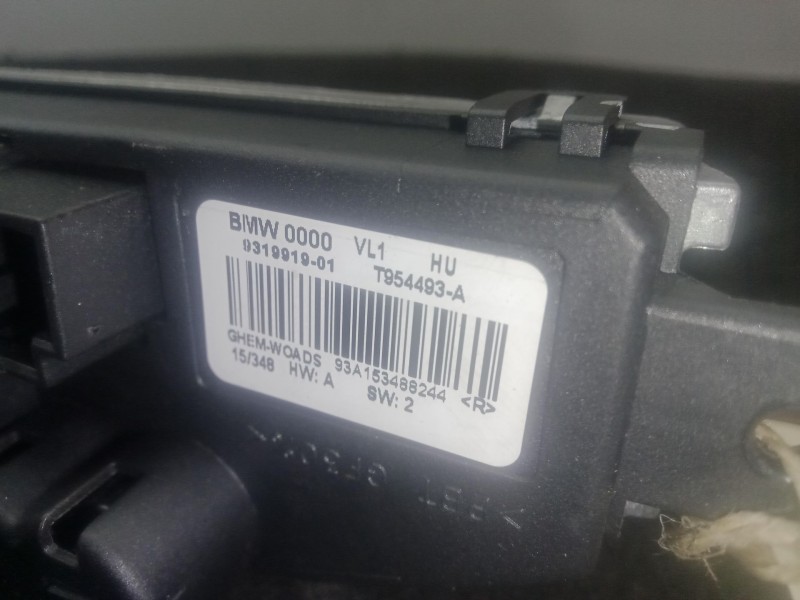 BMW 0000 VL1 HU
9319919-01 T954493-A
GHEM-WOADS 93A153488244 <R>
15/348 HW: A SW: 2